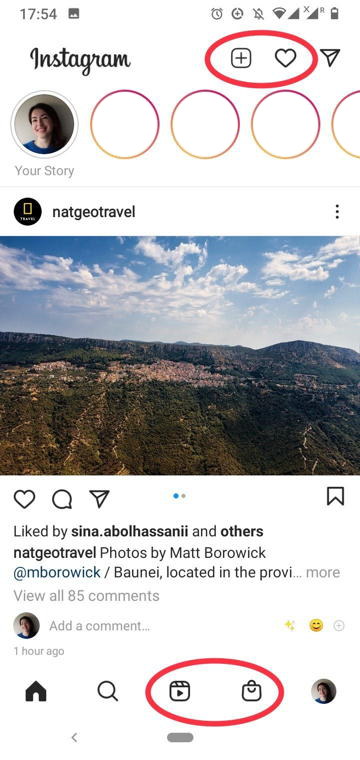 17:54
X R
Instagram
Your Story
TRAVEL
natgeotravel
Liked by sina.abolhassanii and others
natgeotravel Photos by Matt Borowick
@mborowick / Baunei, located in the provi... more
View all 85 comments
Add a comment...
1 hour ago